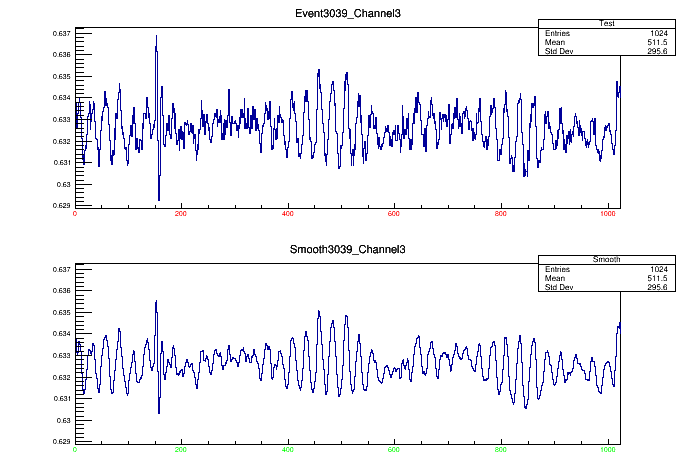 Event3039_Channel3
Test
Entries 1024
Mean 511.5
Std Dev 295.6
0.637
0.636
0.635
0.634
0.633
0.632
0.631
0.63
0.629
0 200 400 600 800 1000
Smooth3039_Channel3
Smooth
Entries 1024
Mean 511.5
Std Dev 295.6
0.637
0.636
0.635
0.634
0.633
0.632
0.631
0.63
0.629
0 200 400 600 800 1000